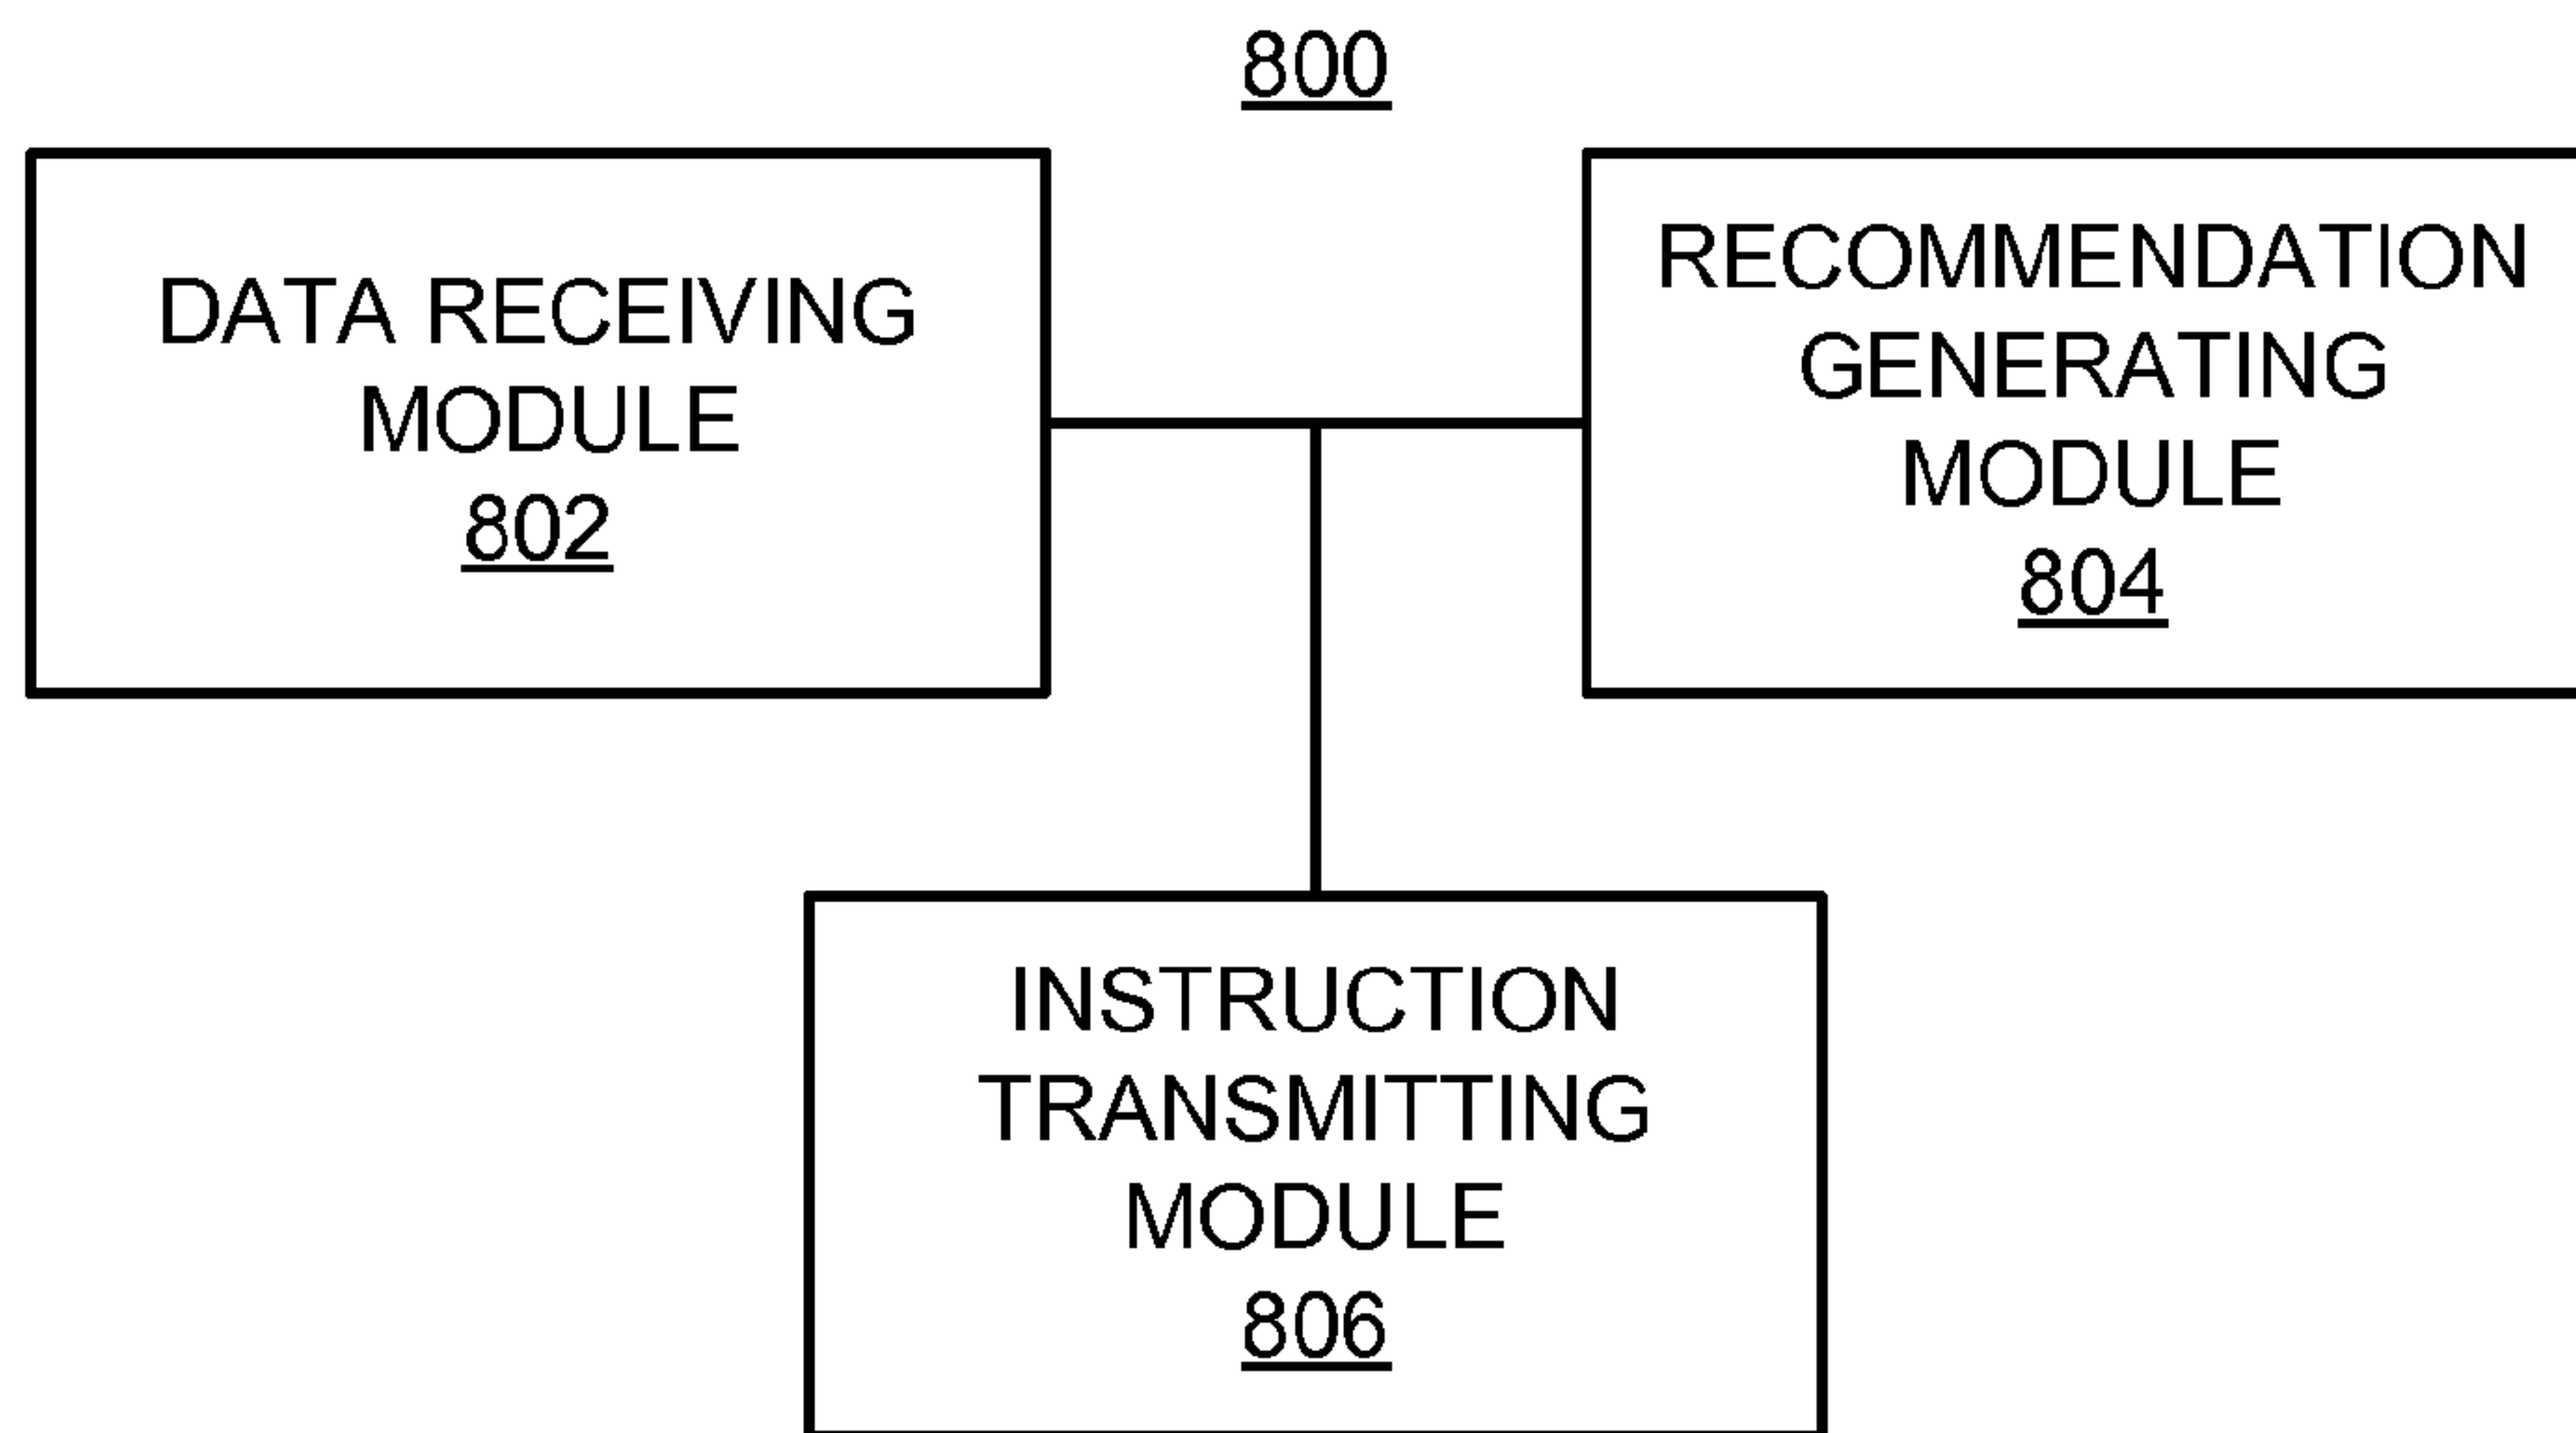 800
DATA RECEIVING
MODULE
802
RECOMMENDATION
GENERATING
MODULE
804
INSTRUCTION
TRANSMITTING
MODULE
806